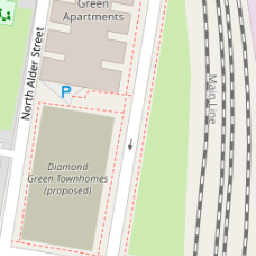 Green
Apartments
North Alder Street
P
Main Line
Diamond
Green Townhomes
(proposed)